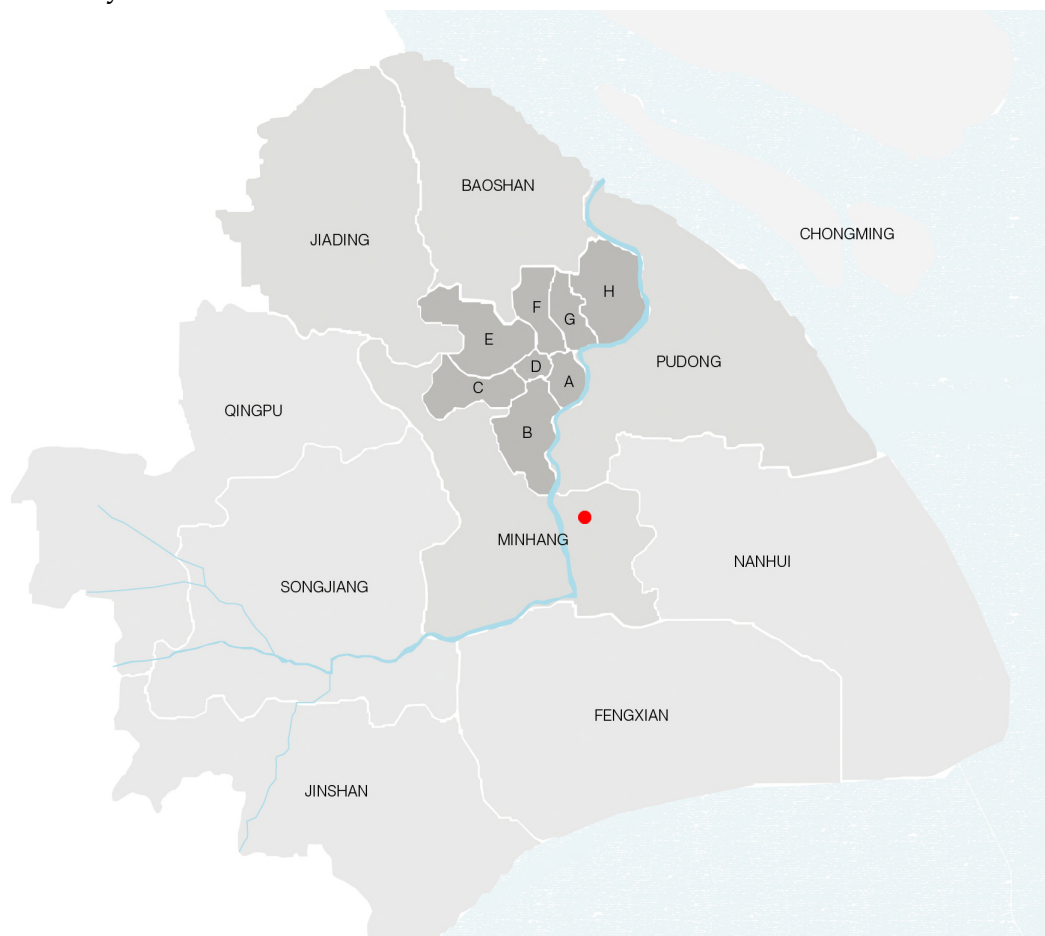 BAOSHAN
CHONGMING
JIADING
H
F
G
E
PUDONG
D
A
C
QINGPU
B
MINHANG
NANHUI
SONGJIANG
FENGXIAN
JINSHAN